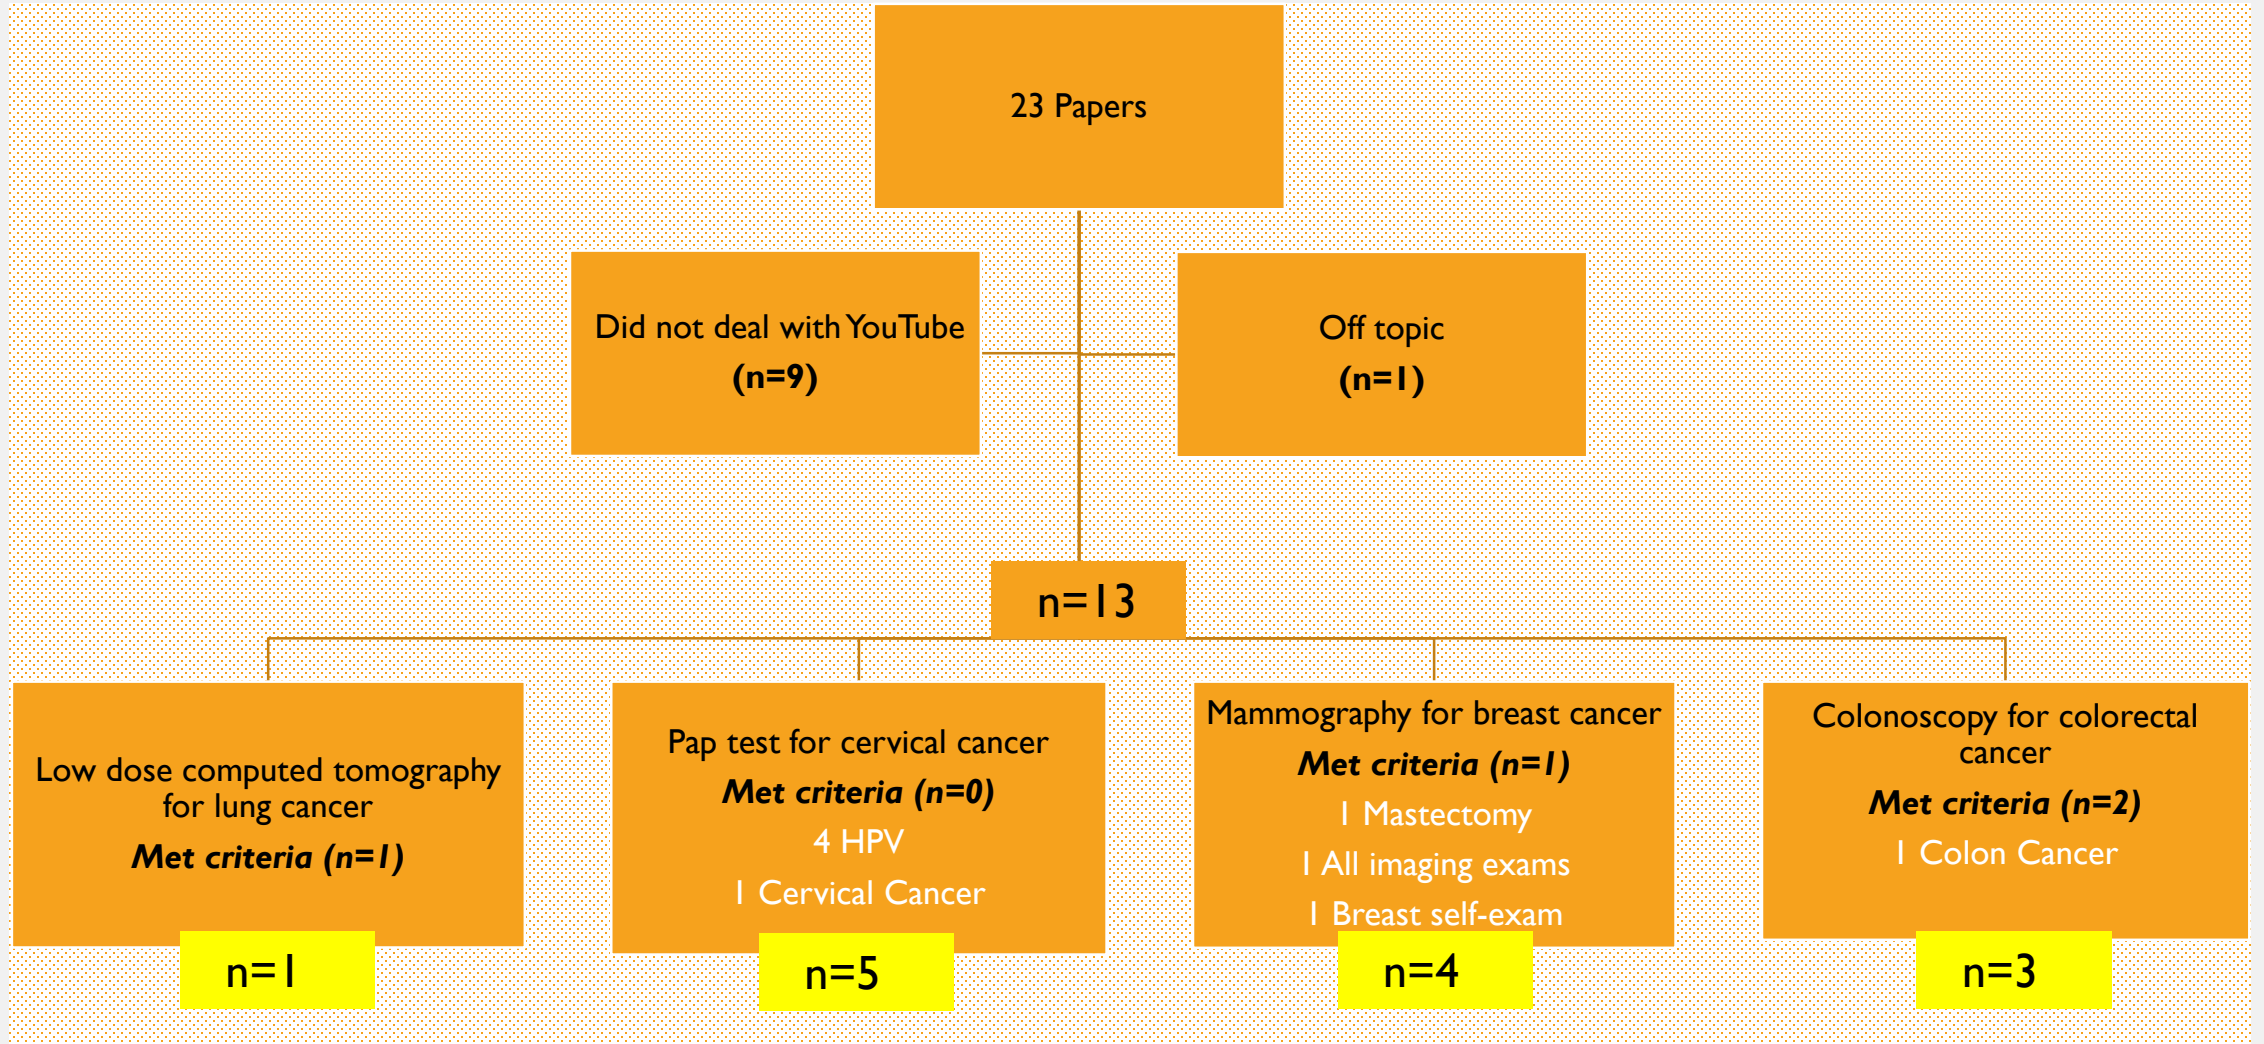 23 Papers
Did not deal with YouTube
(n=9)
Off topic
(n=1)
n=13
Low dose computed tomography
for lung cancer
Met criteria (n=1)
n=1
Pap test for cervical cancer
Met criteria (n=0)
4 HPV
1 Cervical Cancer
n=5
Mammography for breast cancer
Met criteria (n=1)
1 Mastectomy
1 All imaging exams
1 Breast self-exam
n=4
Colonoscopy for colorectal
cancer
Met criteria (n=2)
1 Colon Cancer
n=3